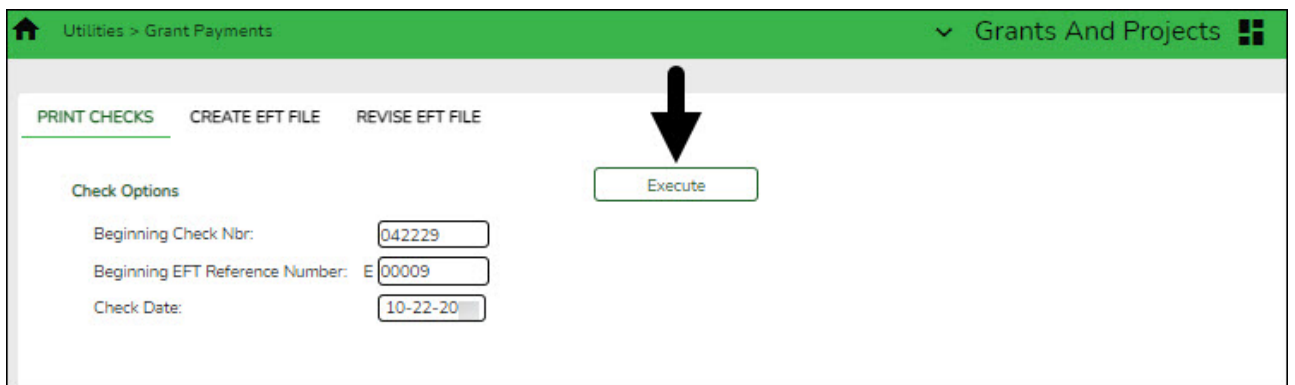 Utilities > Grant Payments
Grants And Projects
PRINT CHECKS CREATE EFT FILE REVISE EFT FILE
Execute
Check Options
Beginning Check Nbr: 042229
Beginning EFT Reference Number: E 00009
Check Date: 10-22-20